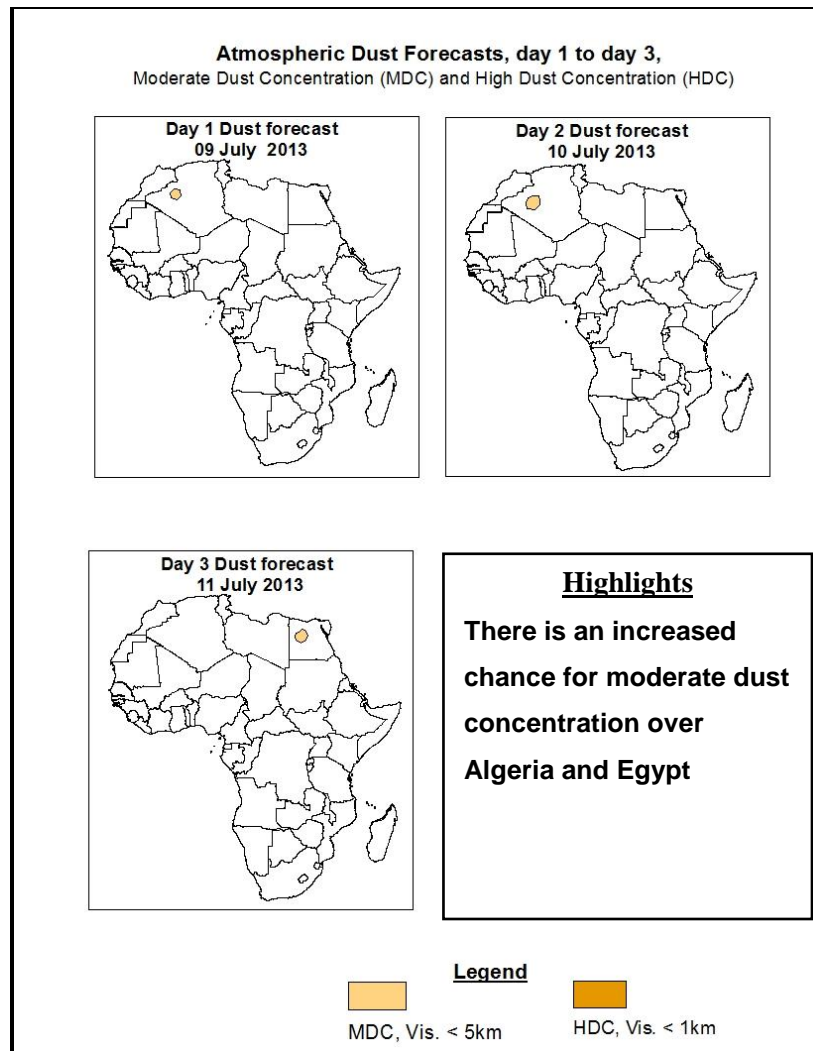 Atmospheric Dust Forecasts, day 1 to day 3,
Moderate Dust Concentration (MDC) and High Dust Concentration (HDC)
Day 1 Dust forecast
09 July 2013
Day 2 Dust forecast
10 July 2013
Day 3 Dust forecast
11 July 2013
Highlights
There is an increased
chance for moderate dust
concentration over
Algeria and Egypt
Legend
MDC, Vis. < 5km
HDC, Vis. < 1km